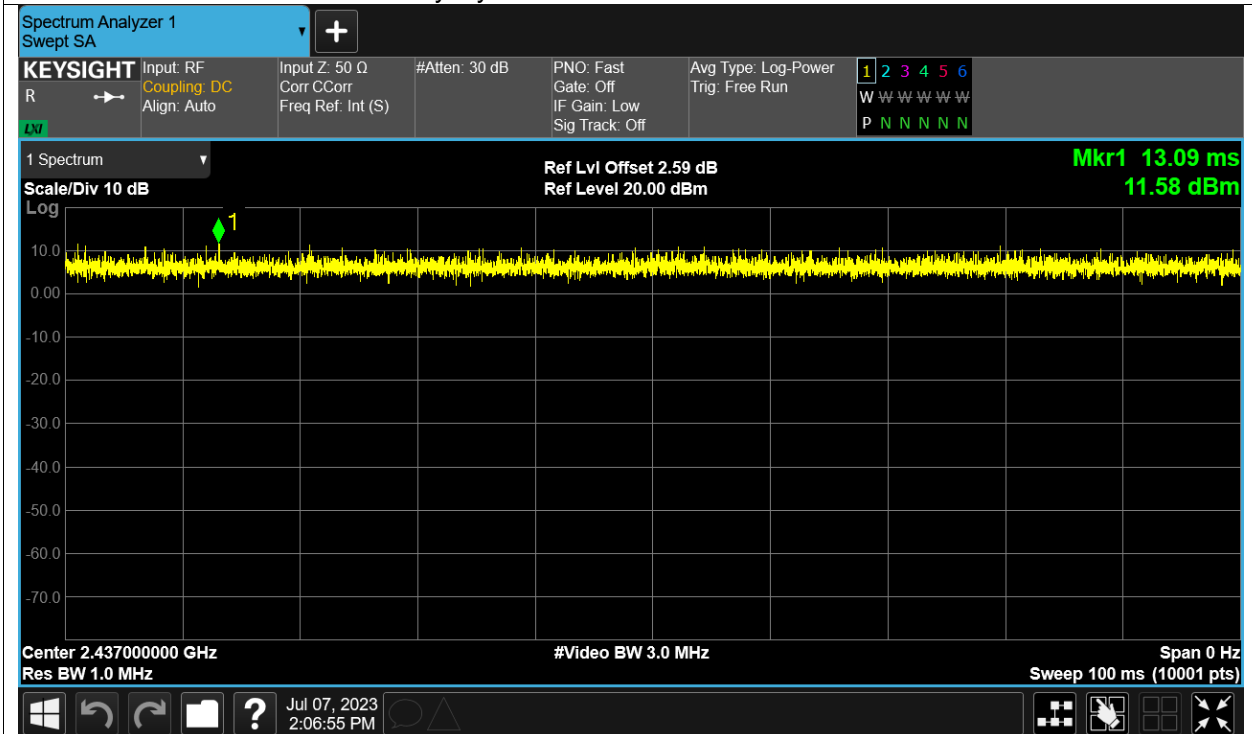 Spectrum Analyzer 1
Swept SA
+
KEYSIGHT
R
LXI
Input: RF
Coupling: DC
Align: Auto
Input Z: 50 Ω
Corr CCorr
Freq Ref: Int (S)
#Atten: 30 dB
PNO: Fast
Gate: Off
IF Gain: Low
Sig Track: Off
Avg Type: Log-Power
Trig: Free Run
1 2 3 4 5 6
W W W W W W
P N N N N N
1 Spectrum
Scale/Div 10 dB
Log
Ref Lvl Offset 2.59 dB
Ref Level 20.00 dBm
Mkr1 13.09 ms
11.58 dBm
1
10.0
0.00
-10.0
-20.0
-30.0
-40.0
-50.0
-60.0
-70.0
Center 2.437000000 GHz
Res BW 1.0 MHz
#Video BW 3.0 MHz
Span 0 Hz
Sweep 100 ms (10001 pts)
?
Jul 07, 2023
2:06:55 PM